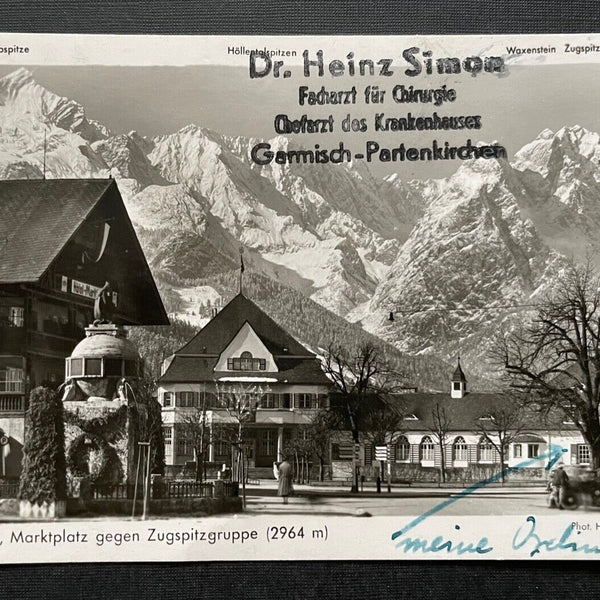 Höllentalspitzen
Waxenstein Zugspitz
Dr. Heinz Simon
Facharzt für Chirurgie
Chefarzt des Krankenhauses
Garmisch-Partenkirchen
, Marktplatz gegen Zugspitzgruppe (2964 m)
Phot. H
meine